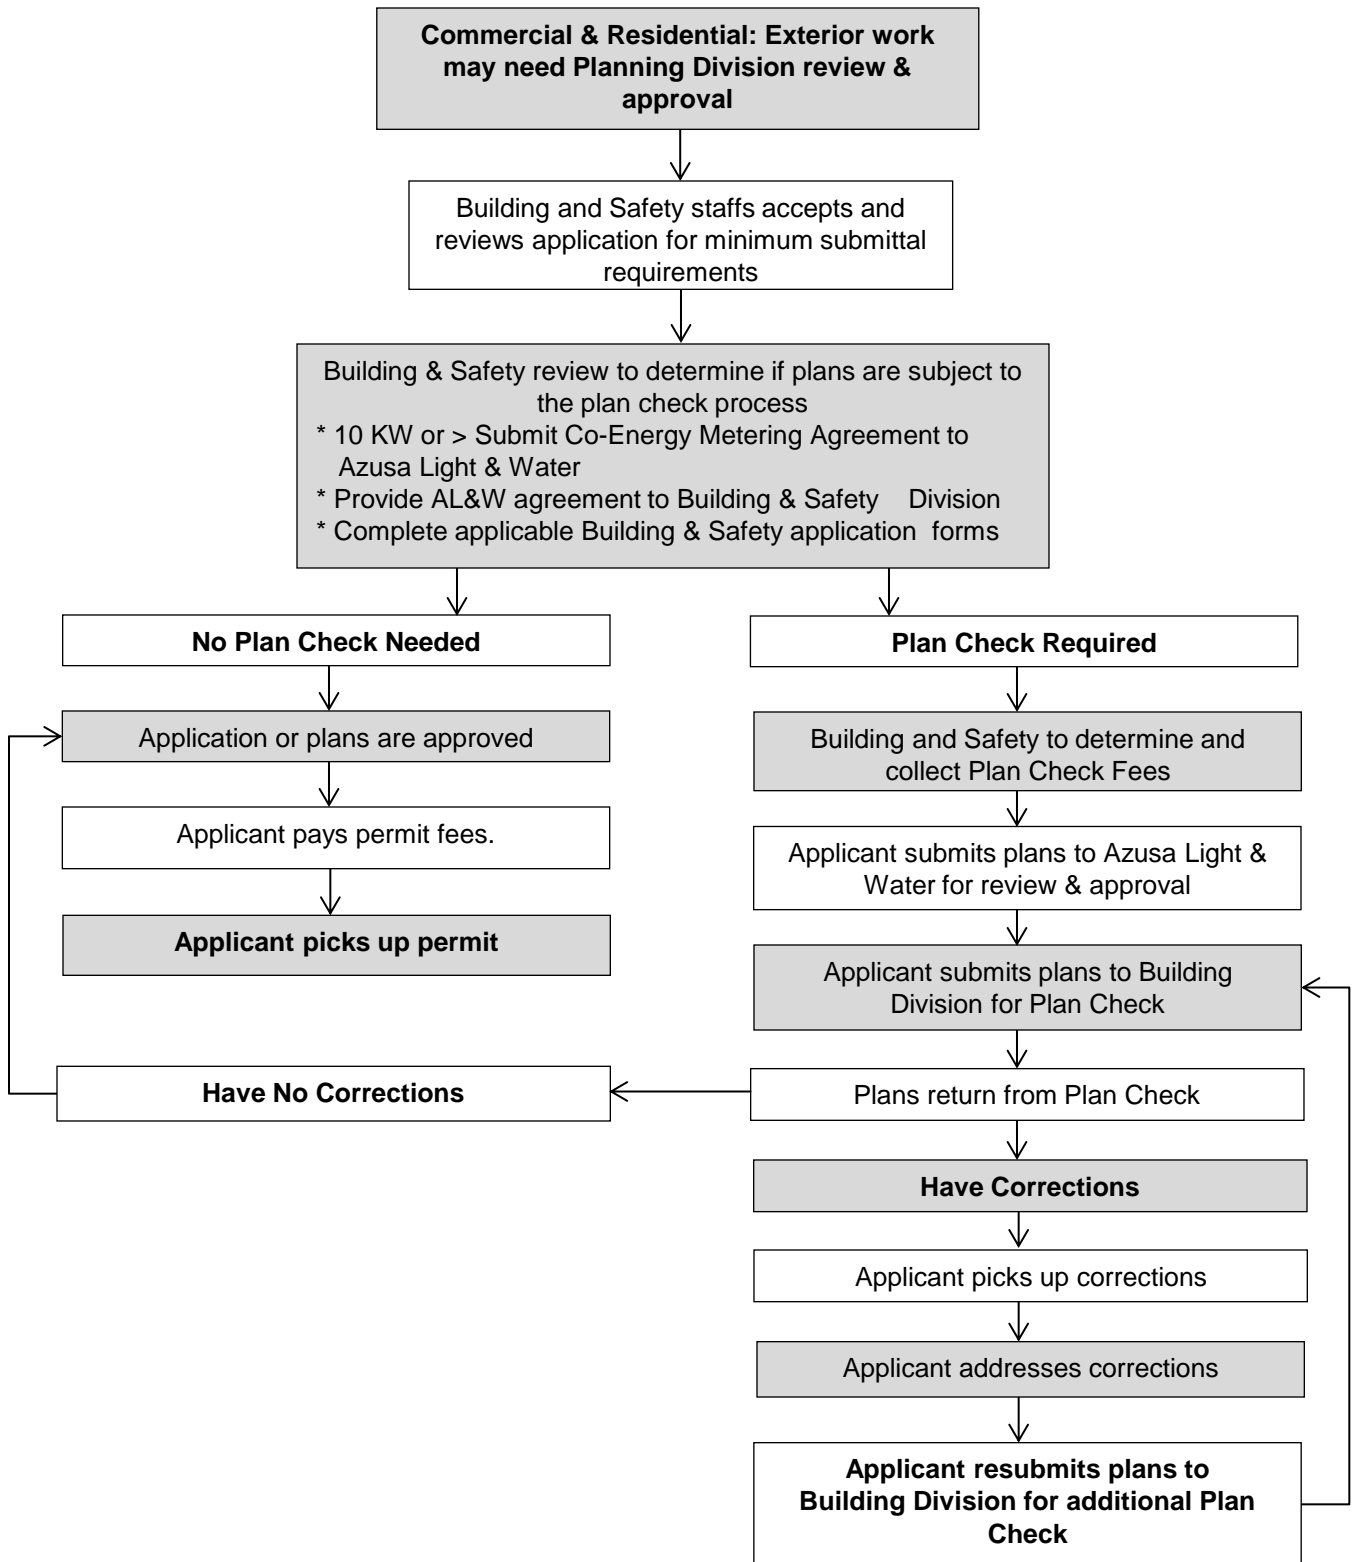 Commercial & Residential: Exterior work
may need Planning Division review &
approval
Building and Safety staffs accepts and
reviews application for minimum submittal
requirements
Building & Safety review to determine if plans are subject to
the plan check process
* 10 KW or > Submit Co-Energy Metering Agreement to
Azusa Light & Water
* Provide AL&W agreement to Building & Safety Division
* Complete applicable Building & Safety application forms
No Plan Check Needed
Application or plans are approved
Applicant pays permit fees.
Applicant picks up permit
Have No Corrections
Plan Check Required
Building and Safety to determine and
collect Plan Check Fees
Applicant submits plans to Azusa Light &
Water for review & approval
Applicant submits plans to Building
Division for Plan Check
Plans return from Plan Check
Have Corrections
Applicant picks up corrections
Applicant addresses corrections
Applicant resubmits plans to
Building Division for additional Plan
Check